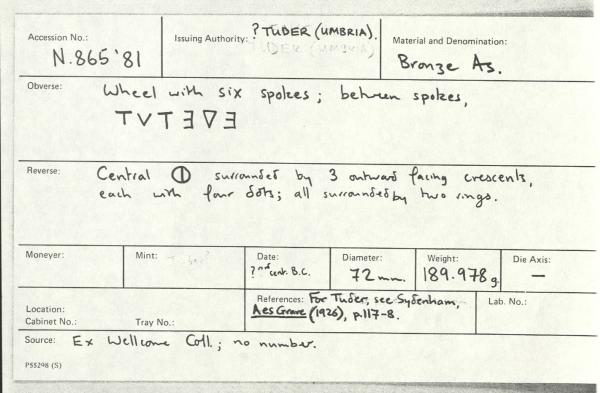 Accession No.:
N.865'81
Issuing Authority: ? TUDER (UMBRIA).
TUDER (UMBRIA)
Material and Denomination:
Bronze As.
Obverse: Wheel with six spokes; between spokes,
TVTƎ∇Ǝ
Reverse: Central ⦶ surrounded by 3 outward facing crescents,
each with four dots; all surrounded by two rings.
Moneyer:
Mint:
Date:
cent. B.C.
Diameter:
72 mm.
Weight:
189.978 g.
Die Axis:
—
Location:
Cabinet No.:
Tray No.:
References: For Tuder, see Sydenham,
Aes Grave (1926), p.117-8.
Lab. No.:
Source: Ex Wellcome Coll.; no number.
P55298 (S)